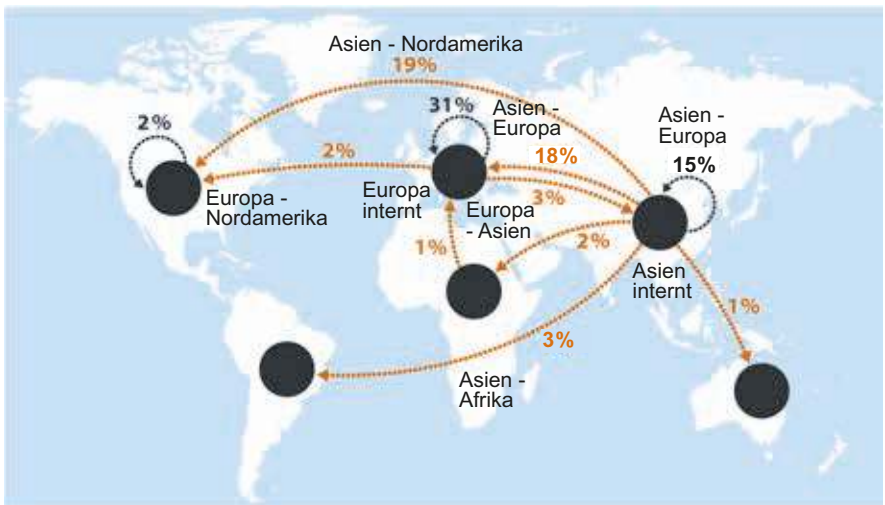 Asien - Nordamerika
19%
31%
Asien -
Europa
Asien -
Europa
2%
2%
18%
15%
Europa -
Nordamerika
Europa
internt
3%
Europa
- Asien
1%
2%
Asien
internt
1%
3%
Asien -
Afrika